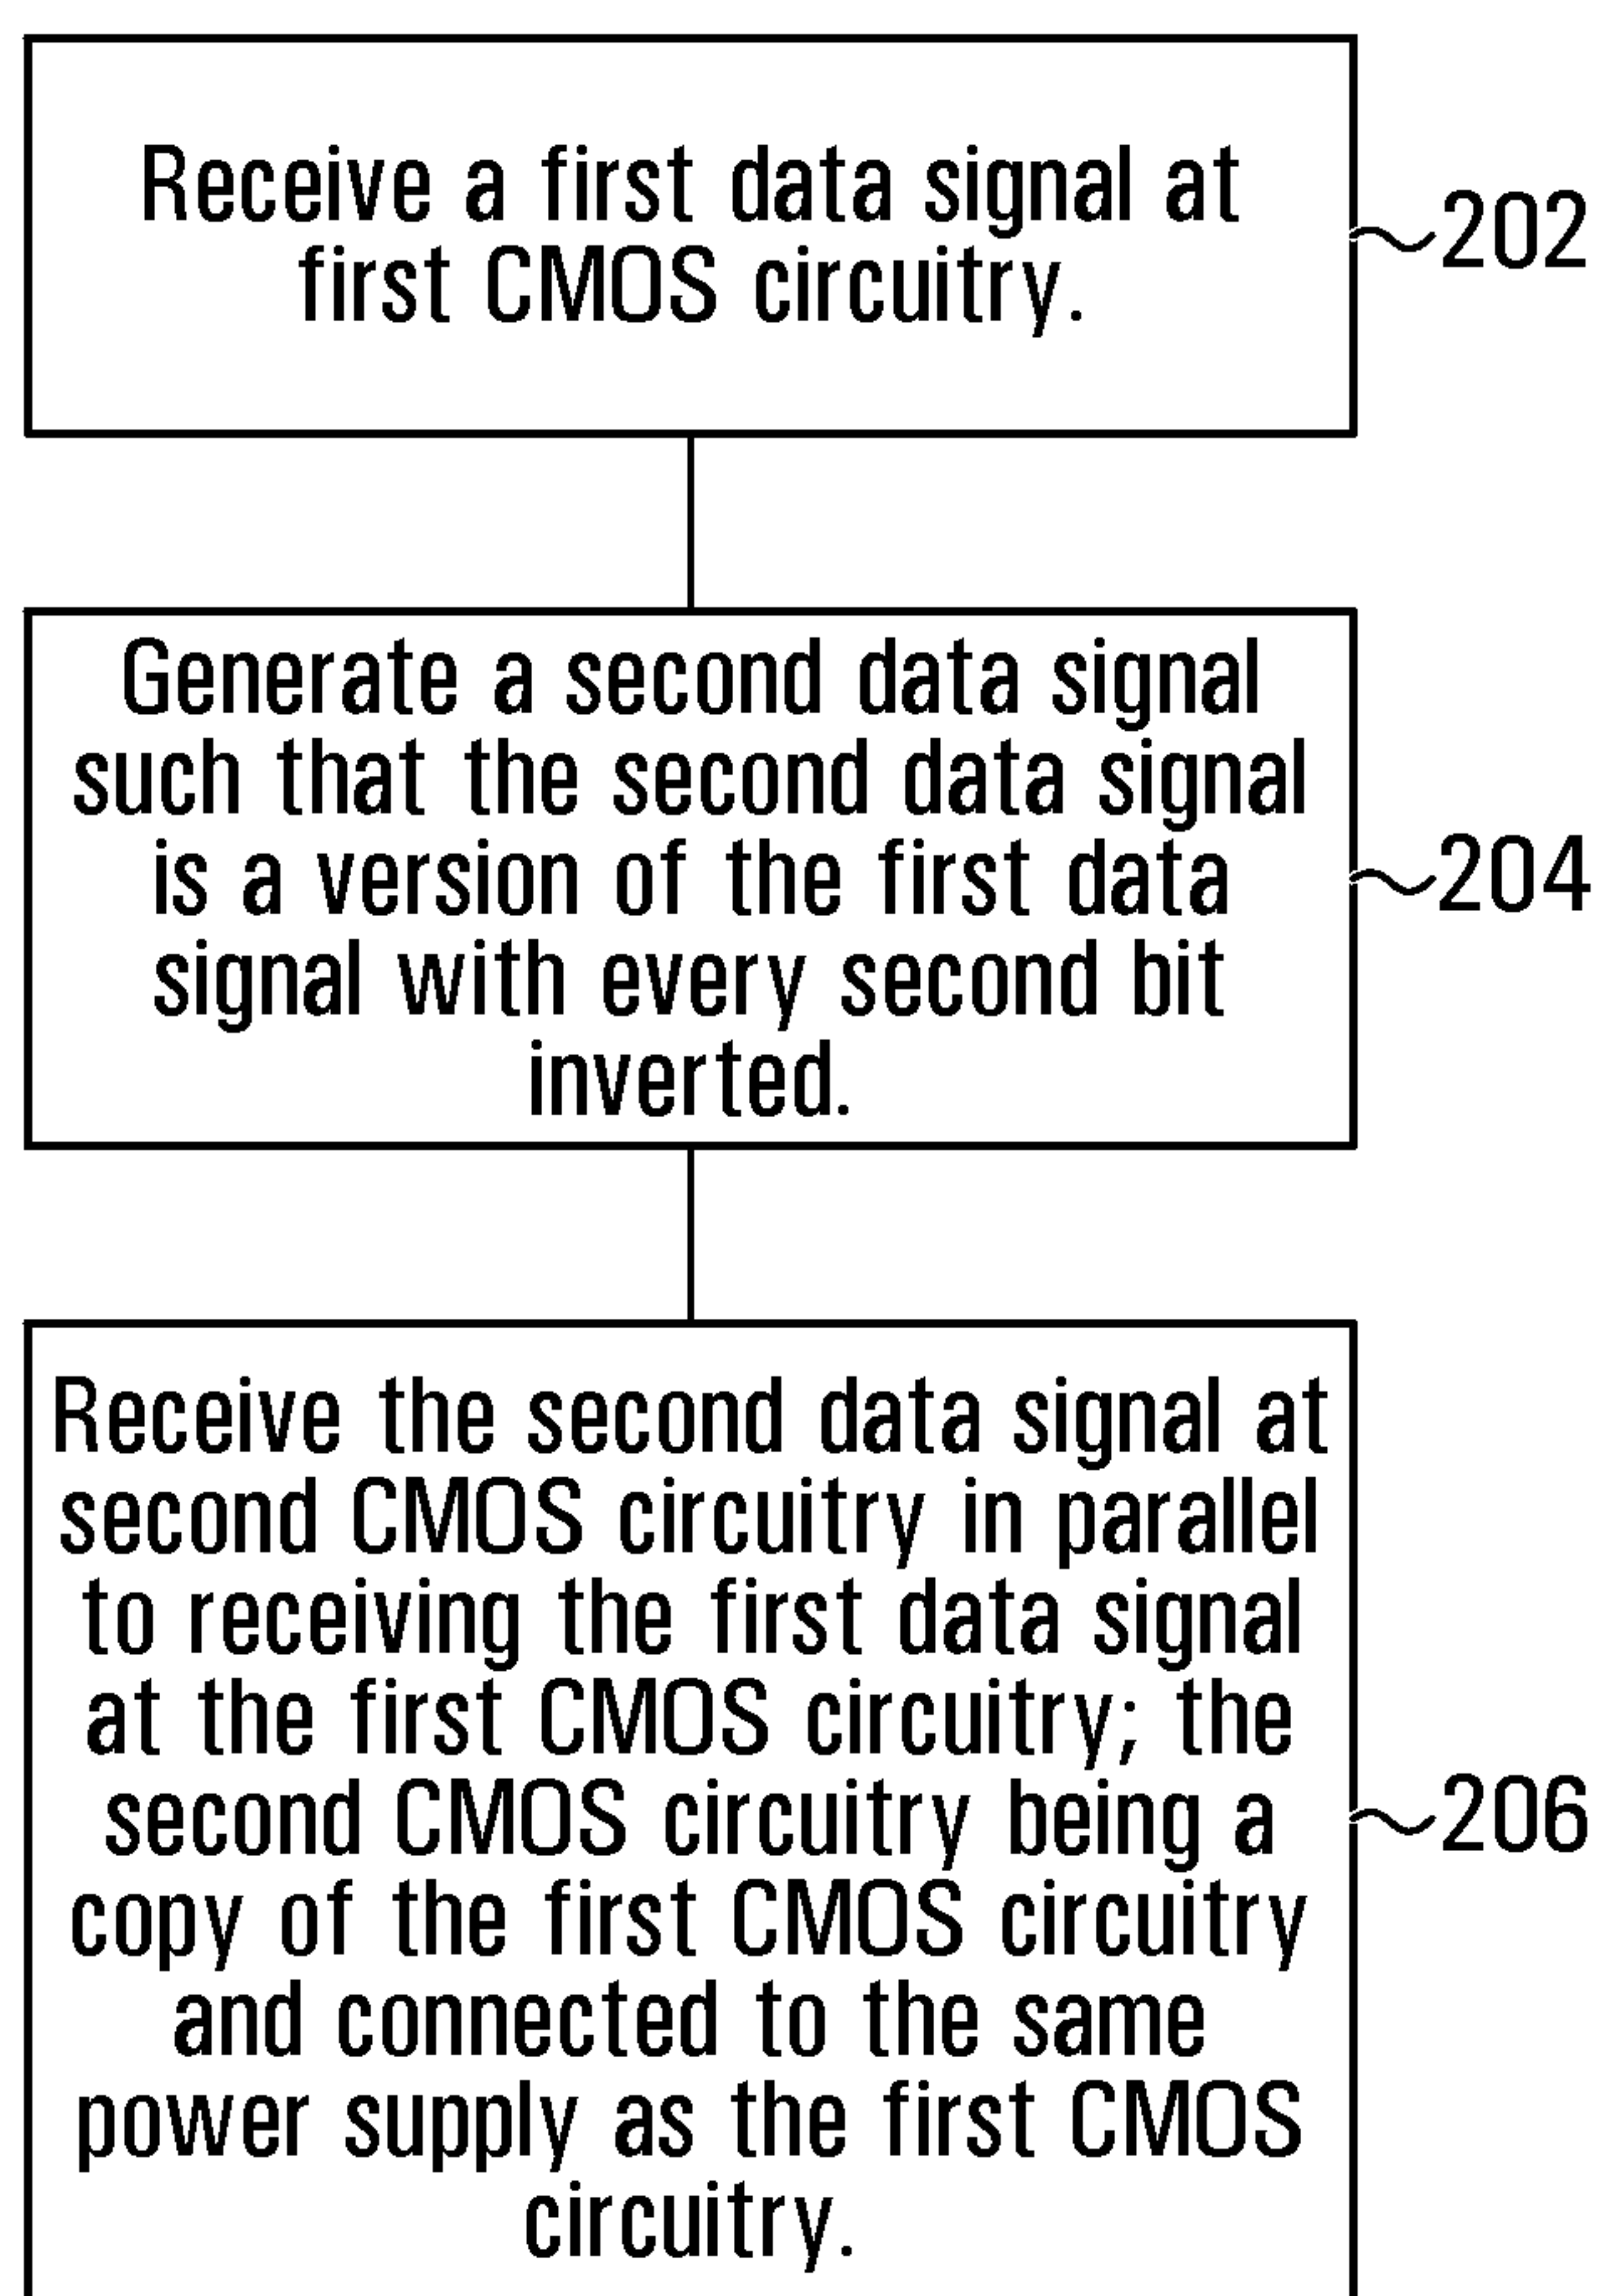 Receive a first data signal at
first CMOS circuitry.
202
Generate a second data signal
such that the second data signal
is a version of the first data
signal with every second bit
inverted.
204
Receive the second data signal at
second CMOS circuitry in parallel
to receiving the first data signal
at the first CMOS circuitry; the
second CMOS circuitry being a
copy of the first CMOS circuitry
and connected to the same
power supply as the first CMOS
circuitry.
206